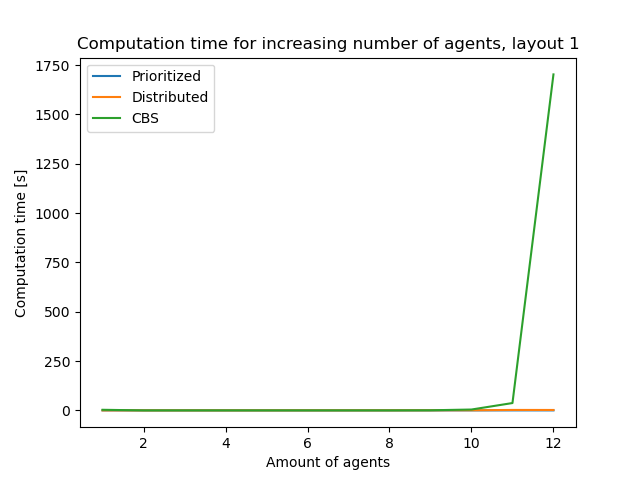 Computation time for increasing number of agents, layout 1
Prioritized
Distributed
CBS
Computation time [s]
1750
1500
1250
1000
750
500
250
0
2 4 6 8 10 12
Amount of agents